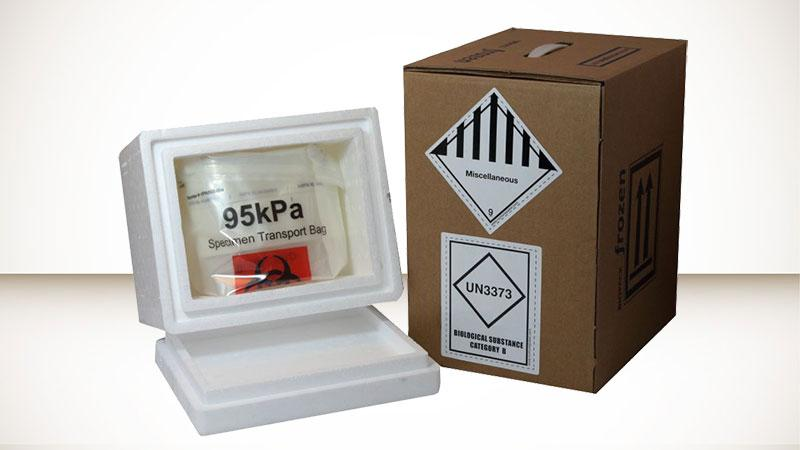 95kPa
Specimen Transport Bag
Miscellaneous
9
UN3373
BIOLOGICAL SUBSTANCE
CATEGORY B
frozen